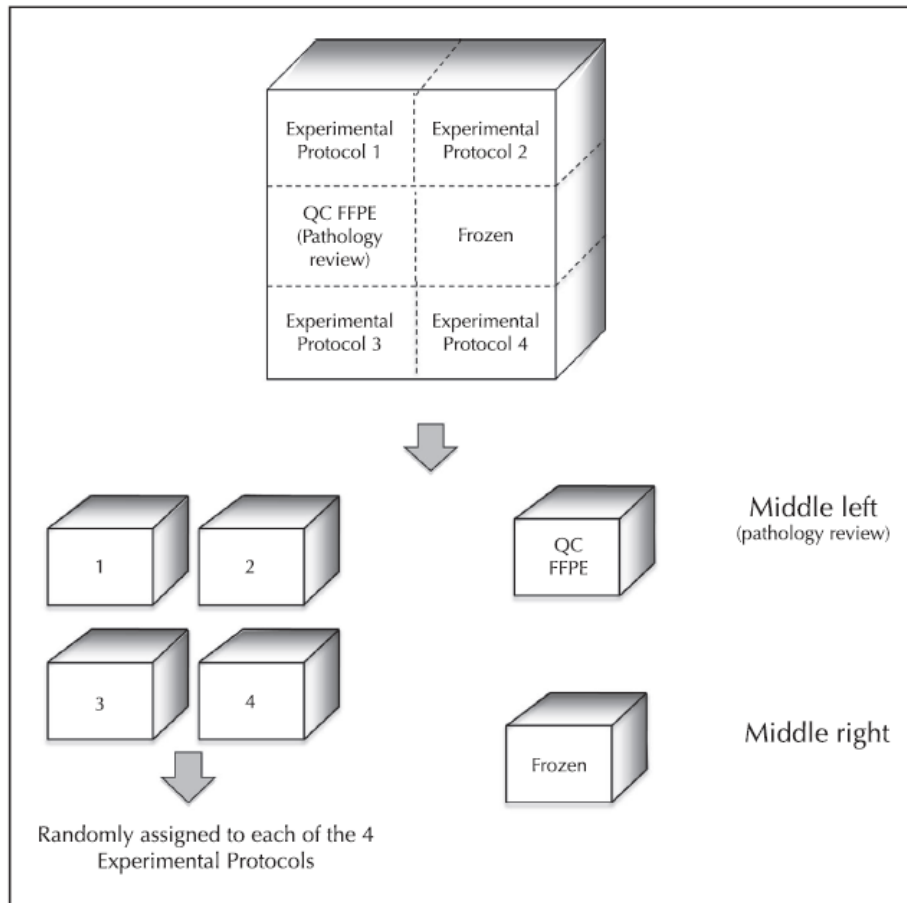 Experimental
Protocol 1
Experimental
Protocol 2
QC FFPE
(Pathology
review)
Frozen
Experimental
Protocol 3
Experimental
Protocol 4
1
2
QC
FFPE
Middle left
(pathology review)
3
4
Frozen
Middle right
Randomly assigned to each of the 4
Experimental Protocols